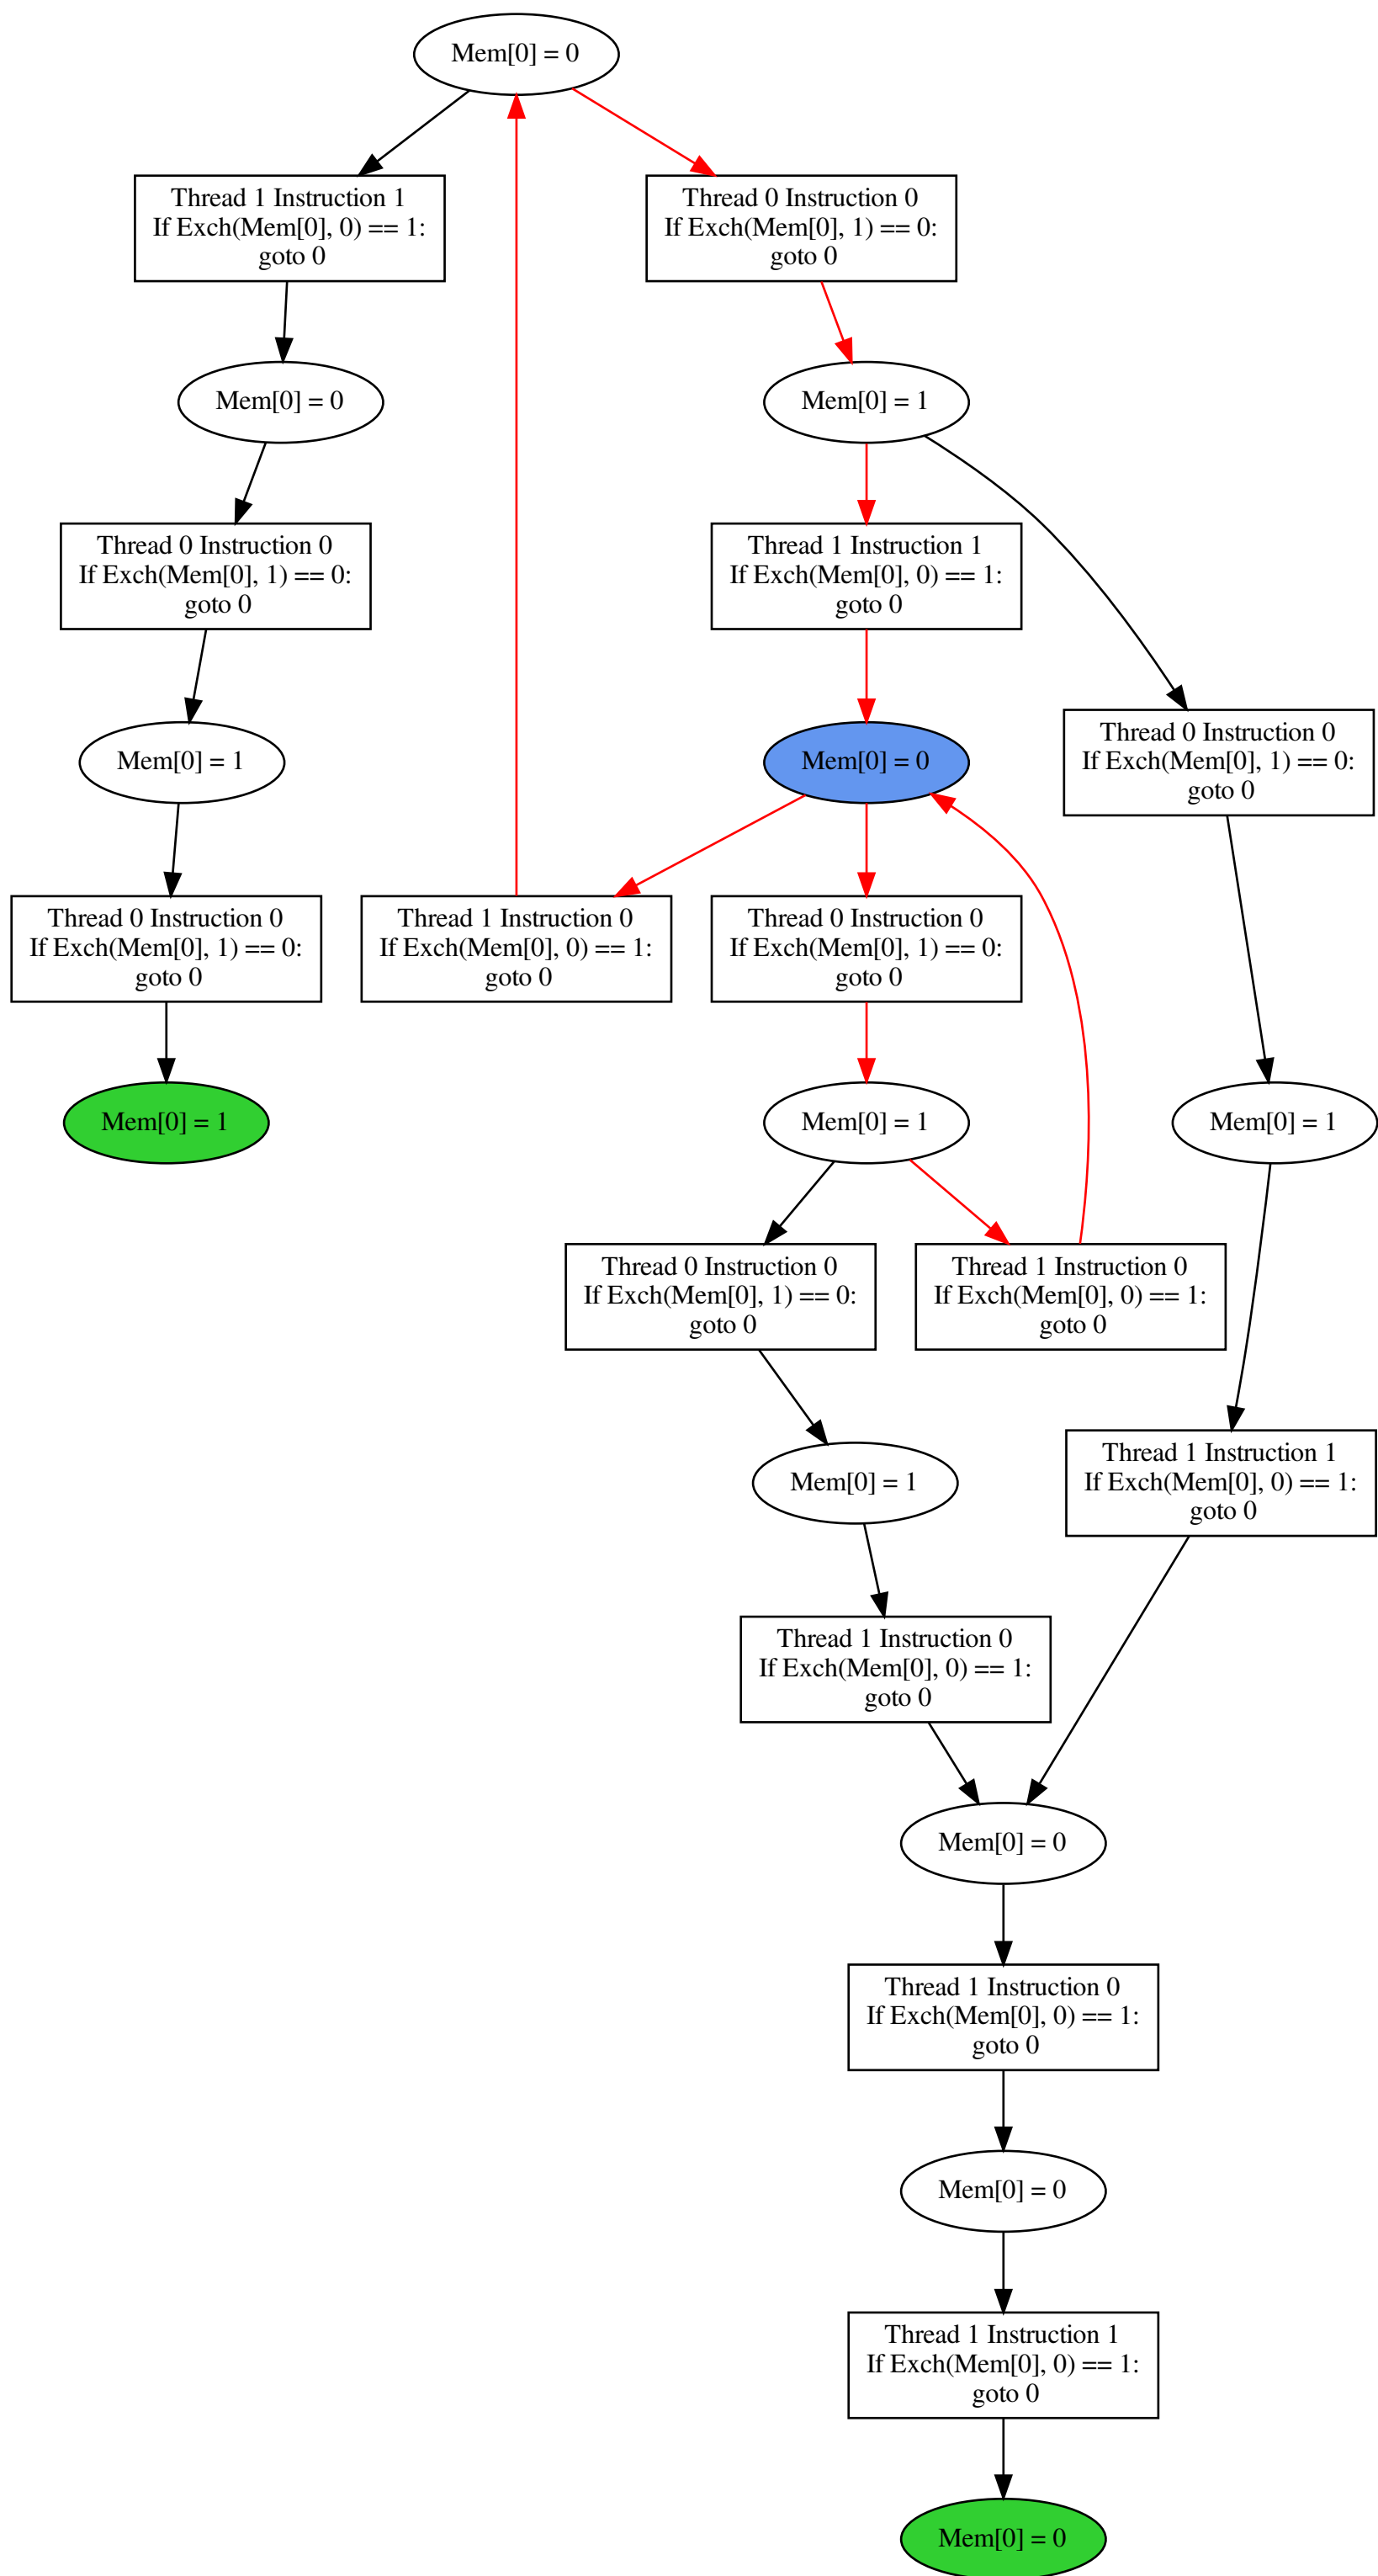 Mem[0] = 0
Thread 1 Instruction 1
If Exch(Mem[0], 0) == 1:
goto 0
Thread 0 Instruction 0
If Exch(Mem[0], 1) == 0:
goto 0
Mem[0] = 0
Mem[0] = 1
Thread 0 Instruction 0
If Exch(Mem[0], 1) == 0:
goto 0
Thread 1 Instruction 1
If Exch(Mem[0], 0) == 1:
goto 0
Mem[0] = 1
Mem[0] = 0
Thread 0 Instruction 0
If Exch(Mem[0], 1) == 0:
goto 0
Thread 0 Instruction 0
If Exch(Mem[0], 1) == 0:
goto 0
Thread 1 Instruction 0
If Exch(Mem[0], 0) == 1:
goto 0
Thread 0 Instruction 0
If Exch(Mem[0], 1) == 0:
goto 0
Mem[0] = 1
Mem[0] = 1
Mem[0] = 1
Thread 0 Instruction 0
If Exch(Mem[0], 1) == 0:
goto 0
Thread 1 Instruction 0
If Exch(Mem[0], 0) == 1:
goto 0
Mem[0] = 1
Thread 1 Instruction 1
If Exch(Mem[0], 0) == 1:
goto 0
Thread 1 Instruction 0
If Exch(Mem[0], 0) == 1:
goto 0
Mem[0] = 0
Thread 1 Instruction 0
If Exch(Mem[0], 0) == 1:
goto 0
Mem[0] = 0
Thread 1 Instruction 1
If Exch(Mem[0], 0) == 1:
goto 0
Mem[0] = 0